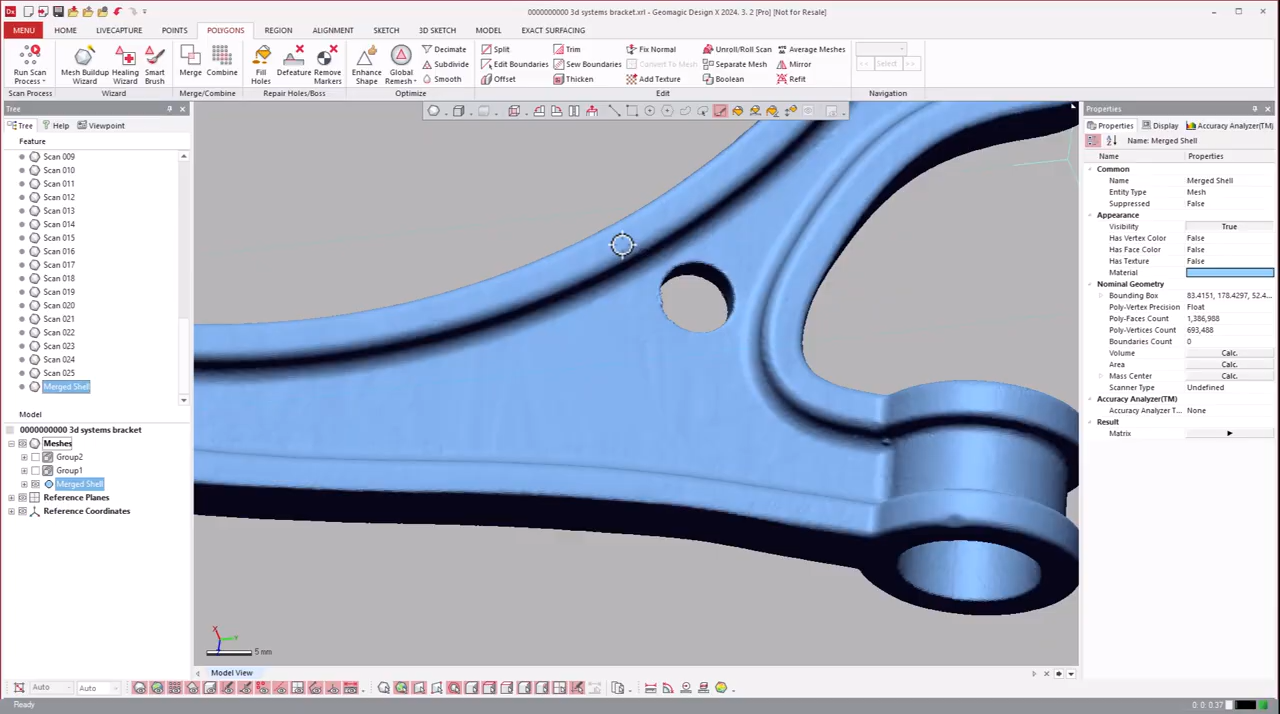 0000000000 3d systems bracket.xrl - Geomagic Design X 2024. 3. 2 [Pro] [Not for Resale]
MENU HOME LIVECAPTURE POINTS POLYGONS REGION ALIGNMENT SKETCH 3D SKETCH MODEL EXACT SURFACING
Run Scan Process
Scan Process
Mesh Buildup Wizard
Healing Wizard
Smart Brush
Wizard
Merge
Combine
Merge/Combine
Fill Holes
Defeature
Remove Markers
Repair Holes/Boss
Enhance Shape
Global Remesh
Decimate
Subdivide
Smooth
Optimize
Split
Edit Boundaries
Offset
Trim
Sew Boundaries
Thicken
Fix Normal
Convert To Mesh
Add Texture
Unroll/Roll Scan
Separate Mesh
Boolean
Average Meshes
Mirror
Refit
Edit
<< Select >>
Navigation
Tree
Tree Help Viewpoint
Feature
Scan 009
Scan 010
Scan 011
Scan 012
Scan 013
Scan 014
Scan 015
Scan 016
Scan 017
Scan 018
Scan 019
Scan 020
Scan 021
Scan 022
Scan 023
Scan 024
Scan 025
Merged Shell
Model
0000000000 3d systems bracket
Meshes
Group2
Group1
Merged Shell
Reference Planes
Reference Coordinates
X
5 mm
Model View
Properties
Properties Display Accuracy Analyzer(TM)
Name: Merged Shell
Name Properties
Common
Name Merged Shell
Entity Type Mesh
Suppressed False
Appearance
Visibility True
Has Vertex Color False
Has Face Color False
Has Texture False
Material
Nominal Geometry
Bounding Box 83.4151, 178.4297, 52.4...
Poly-Vertex Precision Float
Poly-Faces Count 1,386,988
Poly-Vertices Count 693,488
Boundaries Count 0
Volume Calc.
Area Calc.
Mass Center Calc.
Scanner Type Undefined
Accuracy Analyzer(TM)
Accuracy Analyzer T... None
Result
Matrix
Auto Auto
Ready
0: 0: 0.37